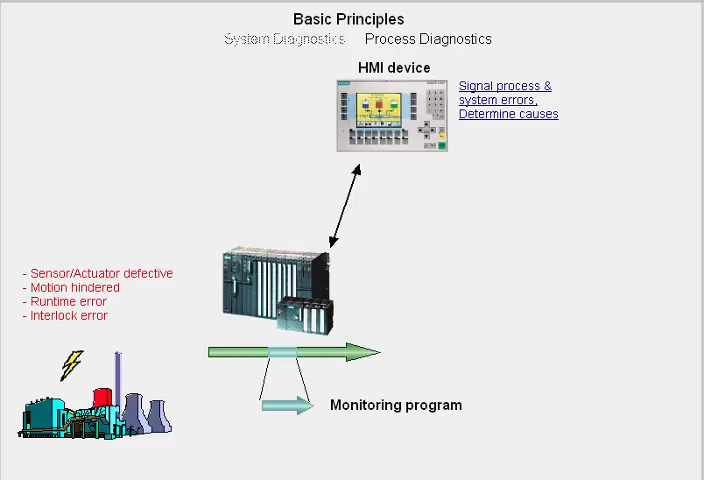 Basic Principles
System Diagnostics Process Diagnostics
HMI device
Signal process &
system errors,
Determine causes
- Sensor/Actuator defective
- Motion hindered
- Runtime error
- Interlock error
Monitoring program